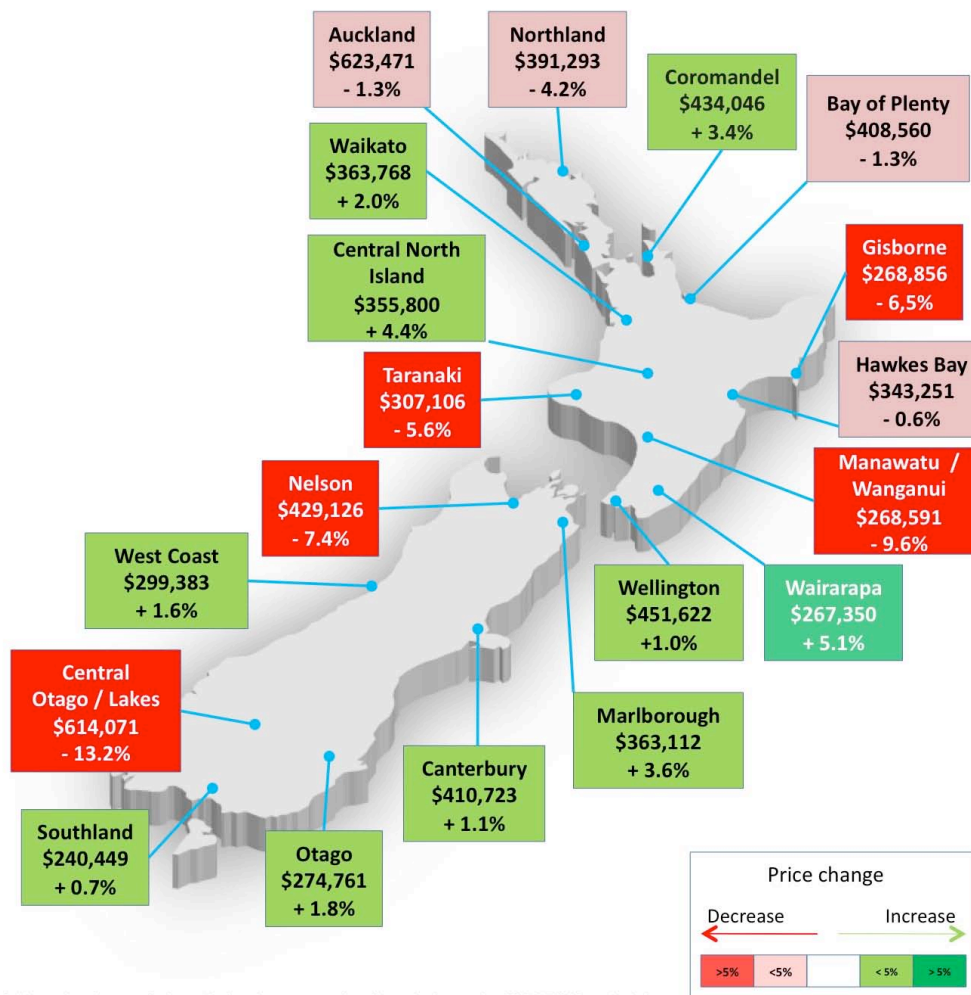 Auckland
$623,471
- 1.3%
Northland
$391,293
- 4.2%
Coromandel
$434,046
+ 3.4%
Bay of Plenty
$408,560
- 1.3%
Waikato
$363,768
+ 2.0%
Central North
Island
$355,800
+ 4.4%
Gisborne
$268,856
- 6,5%
Taranaki
$307,106
- 5.6%
Hawkes Bay
$343,251
- 0.6%
Nelson
$429,126
- 7.4%
Manawatu /
Wanganui
$268,591
- 9.6%
West Coast
$299,383
+ 1.6%
Wellington
$451,622
+1.0%
Wairarapa
$267,350
+ 5.1%
Central
Otago / Lakes
$614,071
- 13.2%
Marlborough
$363,112
+ 3.6%
Canterbury
$410,723
+ 1.1%
Southland
$240,449
+ 0.7%
Otago
$274,761
+ 1.8%
Price change
Decrease Increase
>5% <5% < 5% > 5%